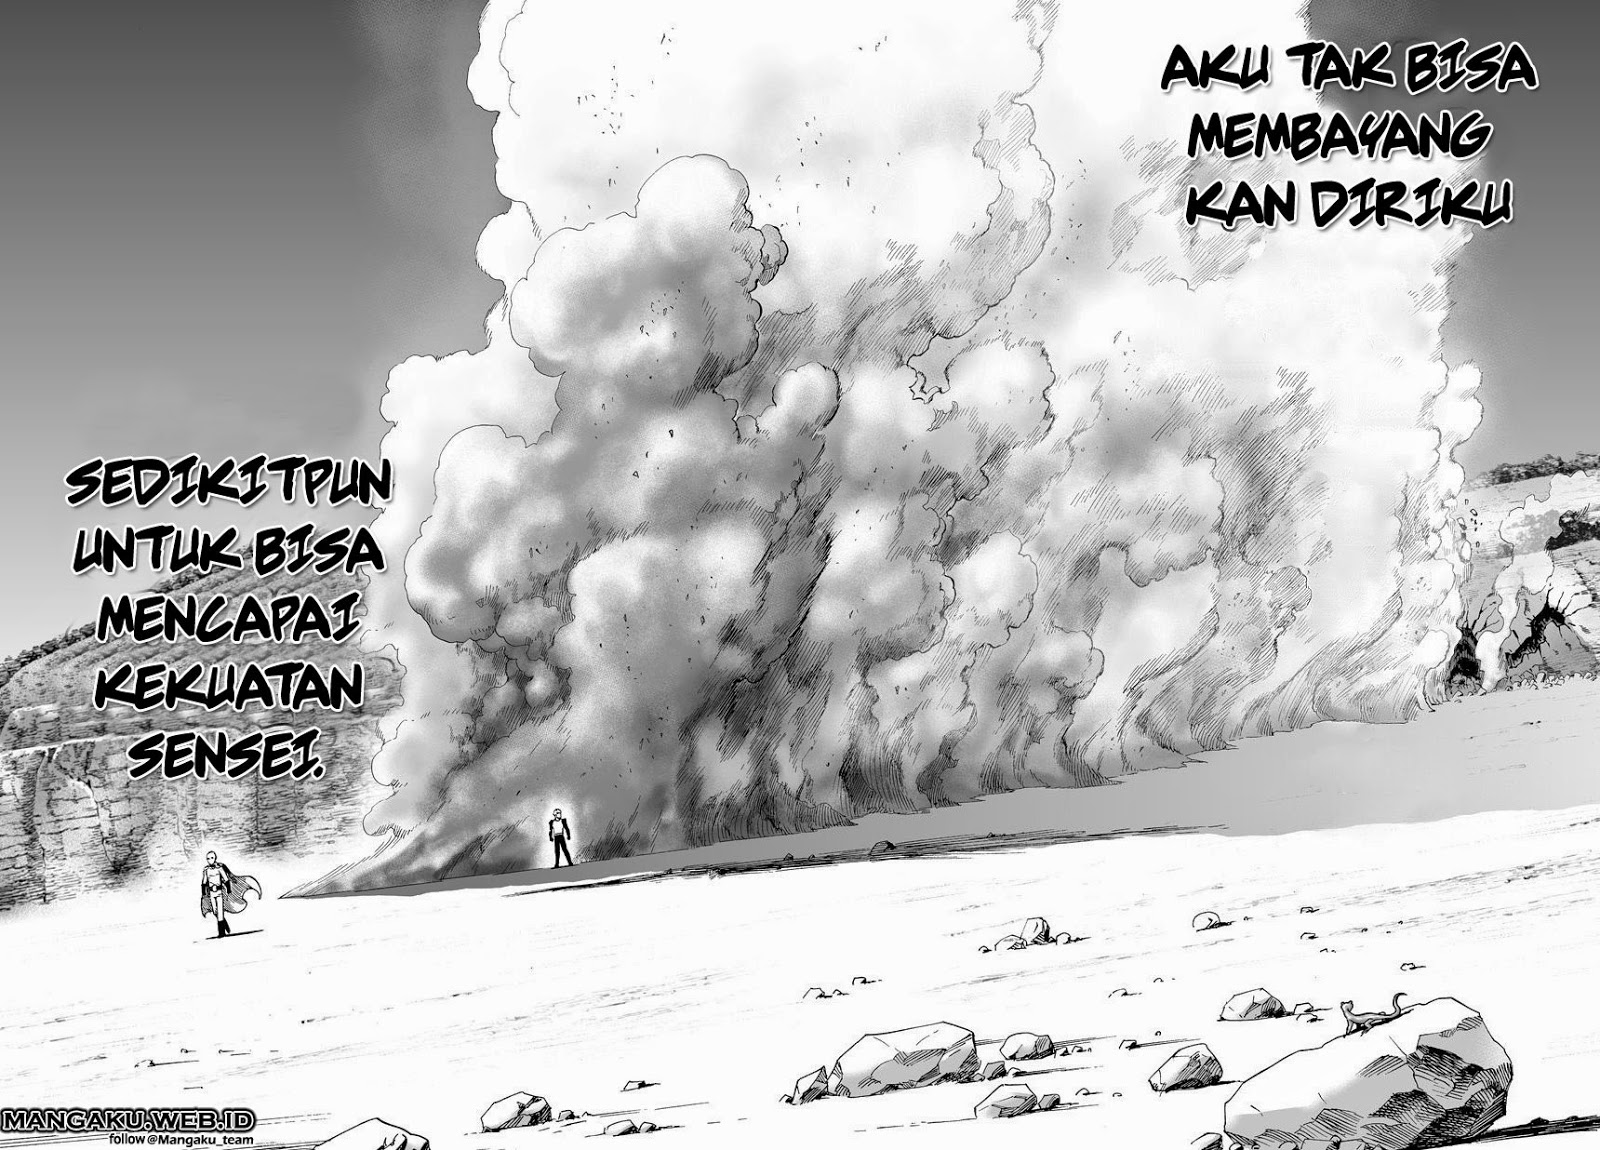 AKU TAK BISA
MEMBAYANG
KAN DIRIKU
SEDIKITPUN
UNTUK BISA
MENCAPAI
KEKUATAN
SENSEI.
MANGAKU.WEB.ID
follow @Mangaku_team